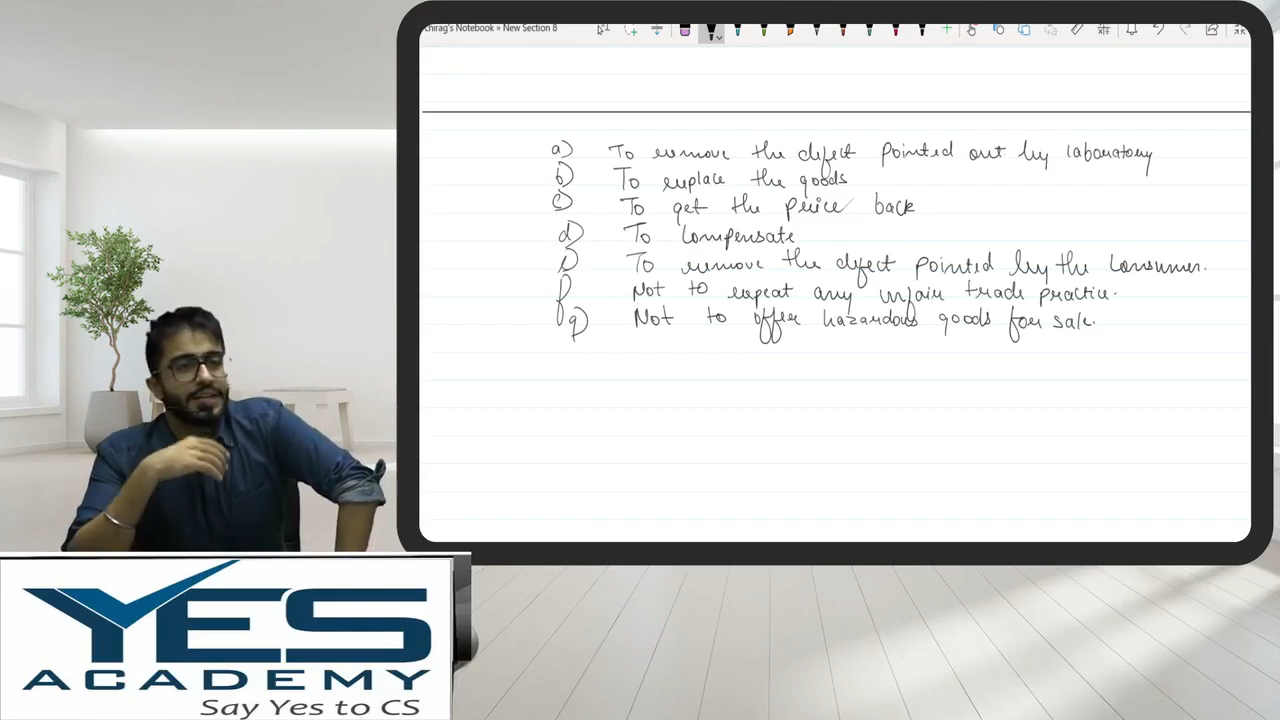 chirag's Notebook » New Section 8
a) To remove the defect pointed out by laboratory
b) To replace the goods
c) To get the price back
d) To compensate
e) To remove the defect pointed by the consumer.
f Not to repeat any unfair trade practice.
g) Not to offer hazardous goods for sale.
YES
ACADEMY
Say Yes to CS